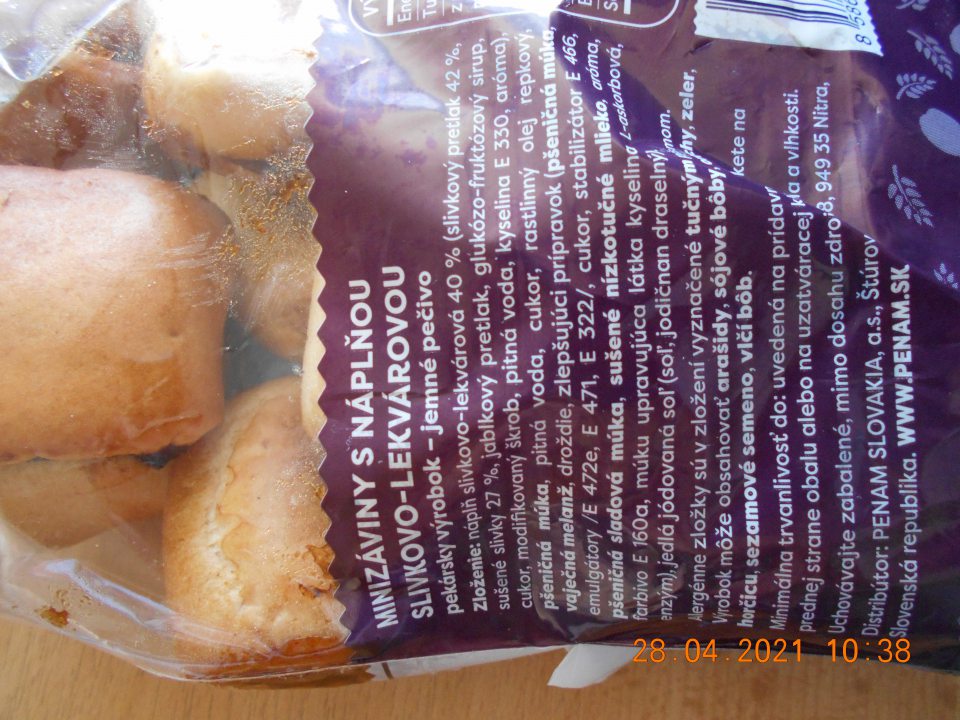 MINIZÁVINY S NÁPLŇOU
SLIVKOVO-LEKVÁROVOU
pekársky výrobok - jemné pečivo
Zloženie: náplň slivkovo-lekvárová 40 % (slivkový pretlak 42 %,
sušené slivky 27 %, jablkový pretlak, glukózo-fruktózový sirup,
cukor, modifikovaný škrob, pitná voda, kyselina E 330, aróma),
pšeničná múka, pitná voda, cukor, rastlinný olej repkový,
vaječná melanž, droždie, zlepšujúci prípravok (pšeničná múka,
emulgátory /E 472e, E 471, E 322/, cukor, stabilizátor E 466,
pšeničná sladová múka, sušené nízkotučné mlieko, aróma,
farbivo E 160a, múku upravujúca látka kyselina L-askorbová,
enzýmy), jedlá jódovaná soľ (soľ, jodičnan draselný)
Alergénne zložky sú v zložení vyznačené tučným
Výrobok môže obsahovať arašidy, sójové bôby, zeler,
horčicu, sezamové semeno, vlčí bôb.
Minimálna trvanlivosť do: uvedená na
prednej strane obalu alebo na uzatváracej
Uchovávajte zabalené, mimo dosahu a vlhkosti.
Distribútor: PENAM SLOVAKIA, a.s., 949 35 Nitra,
Slovenská republika. WWW.PENAM.SK
28.04.2021 10:38